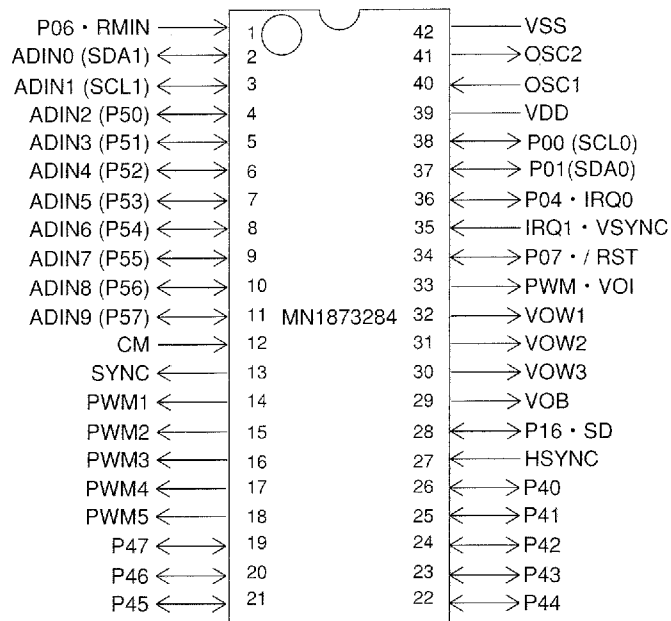 P06・RMIN 1 42 VSS
ADIN0 (SDA1) 2 41 OSC2
ADIN1 (SCL1) 3 40 OSC1
ADIN2 (P50) 4 39 VDD
ADIN3 (P51) 5 38 P00 (SCL0)
ADIN4 (P52) 6 37 P01(SDA0)
ADIN5 (P53) 7 36 P04・IRQ0
ADIN6 (P54) 8 35 IRQ1・VSYNC
ADIN7 (P55) 9 34 P07・/ RST
ADIN8 (P56) 10 33 PWM・VOI
ADIN9 (P57) 11 MN1873284 32 VOW1
CM 12 31 VOW2
SYNC 13 30 VOW3
PWM1 14 29 VOB
PWM2 15 28 P16・SD
PWM3 16 27 HSYNC
PWM4 17 26 P40
PWM5 18 25 P41
P47 19 24 P42
P46 20 23 P43
P45 21 22 P44